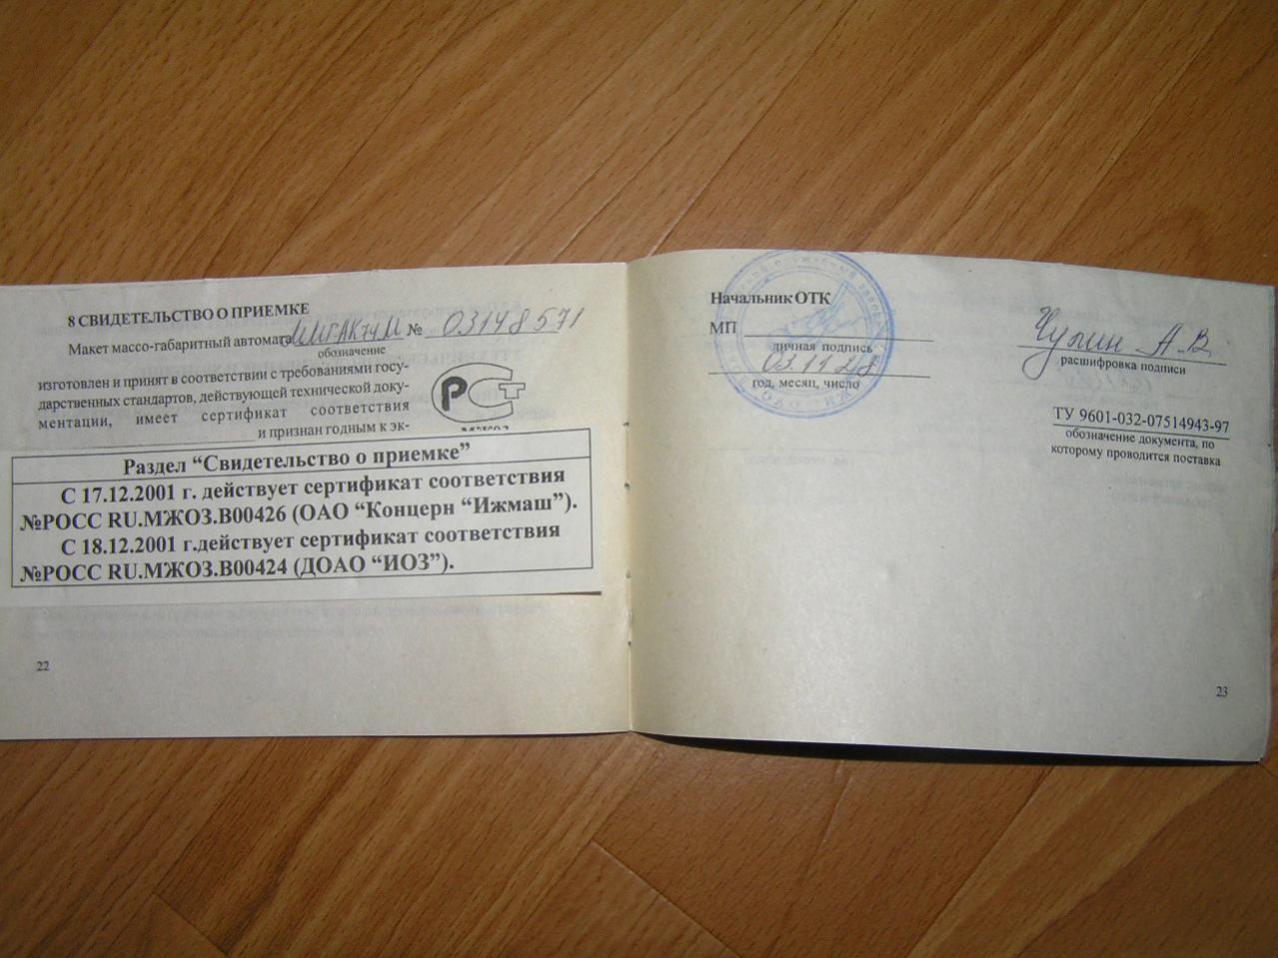 8 СВИДЕТЕЛЬСТВО О ПРИЕМКЕ
Макет массо-габаритный автомата ММГАК74М № 03148571
обозначение
изготовлен и принят в соответствии с требованиями госу-
дарственных стандартов, действующей технической доку-
ментации, имеет сертификат соответствия
и признан годным к эк-
РСТ
Раздел “Свидетельство о приемке”
С 17.12.2001 г. действует сертификат соответствия
№РОСС RU.МЖОЗ.В00426 (ОАО “Концерн “Ижмаш”).
С 18.12.2001 г.действует сертификат соответствия
№РОСС RU.МЖОЗ.В00424 (ДОАО “ИОЗ”).
22
Начальник ОТК
МП
личная подпись
03.11.28
год, месяц, число
Чупин А.В
расшифровка подписи
ТУ 9601-032-07514943-97
обозначение документа, по
которому проводится поставка
23